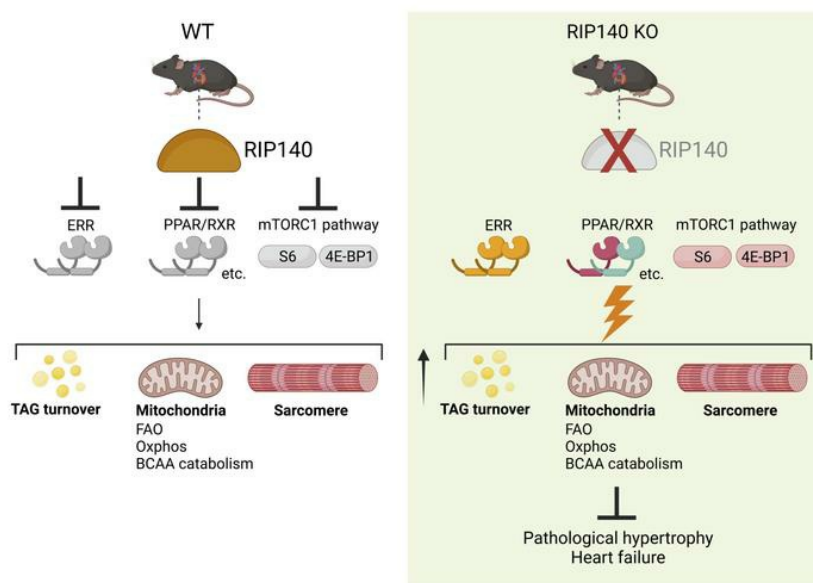 WT
RIP140
ERR
PPAR/RXR
mTORC1 pathway
S6
4E-BP1
etc.
TAG turnover
Mitochondria
Sarcomere
FAO
Oxphos
BCAA catabolism
RIP140 KO
X
RIP140
ERR
PPAR/RXR
mTORC1 pathway
S6
4E-BP1
etc.
TAG turnover
Mitochondria
Sarcomere
FAO
Oxphos
BCAA catabolism
Pathological hypertrophy
Heart failure